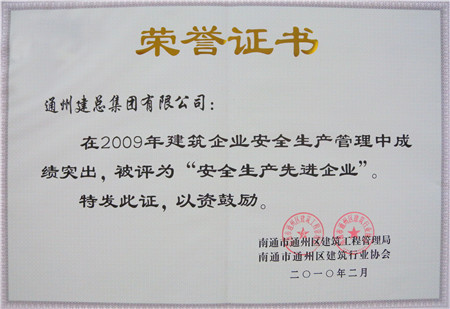 荣誉证书
通州建总集团有限公司：
在2009年建筑企业安全生产管理中成
绩突出，被评为“安全生产先进企业”。
特发此证，以资鼓励。
南通市通州区建筑工程管理局
南通市通州区建筑行业协会
二〇一〇年二月